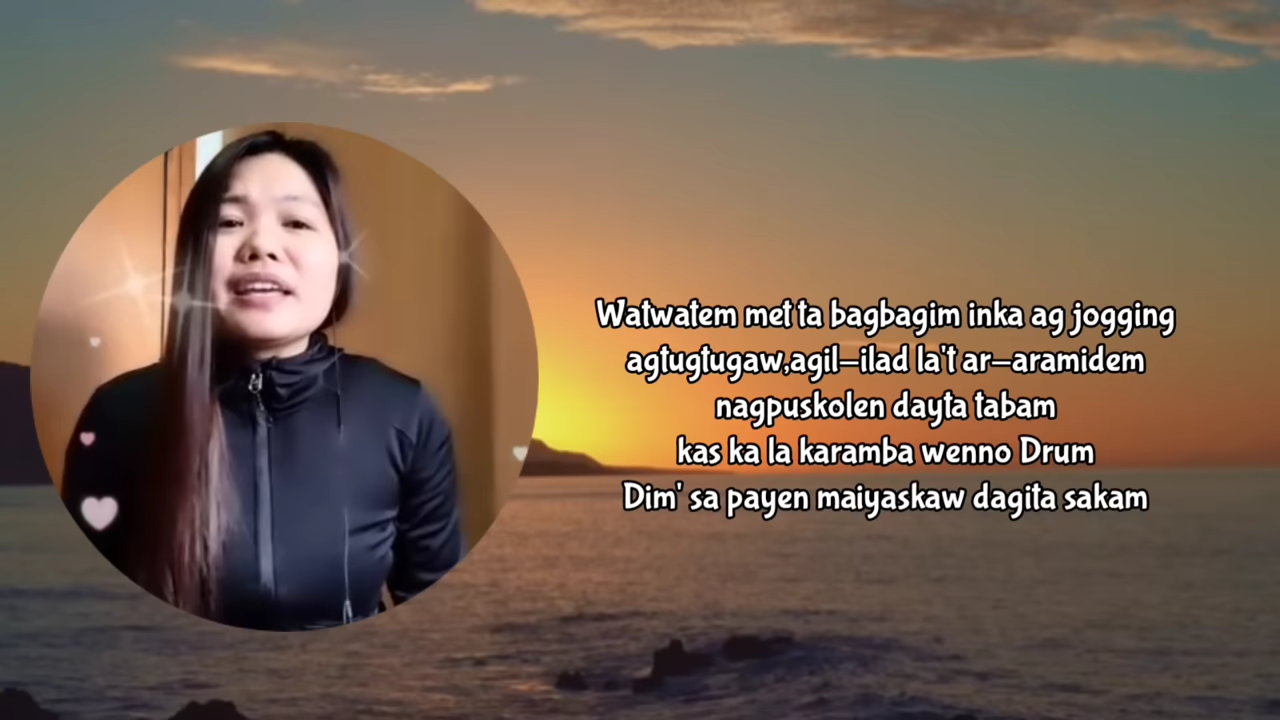 Watwatem met ta bagbagim inka ag jogging
agtugtugaw,agil-ilad la't ar-aramidem
nagpuskolen dayta tabam
kas ka la karamba wenno Drum
Dim' sa payen maiyaskaw dagita sakam